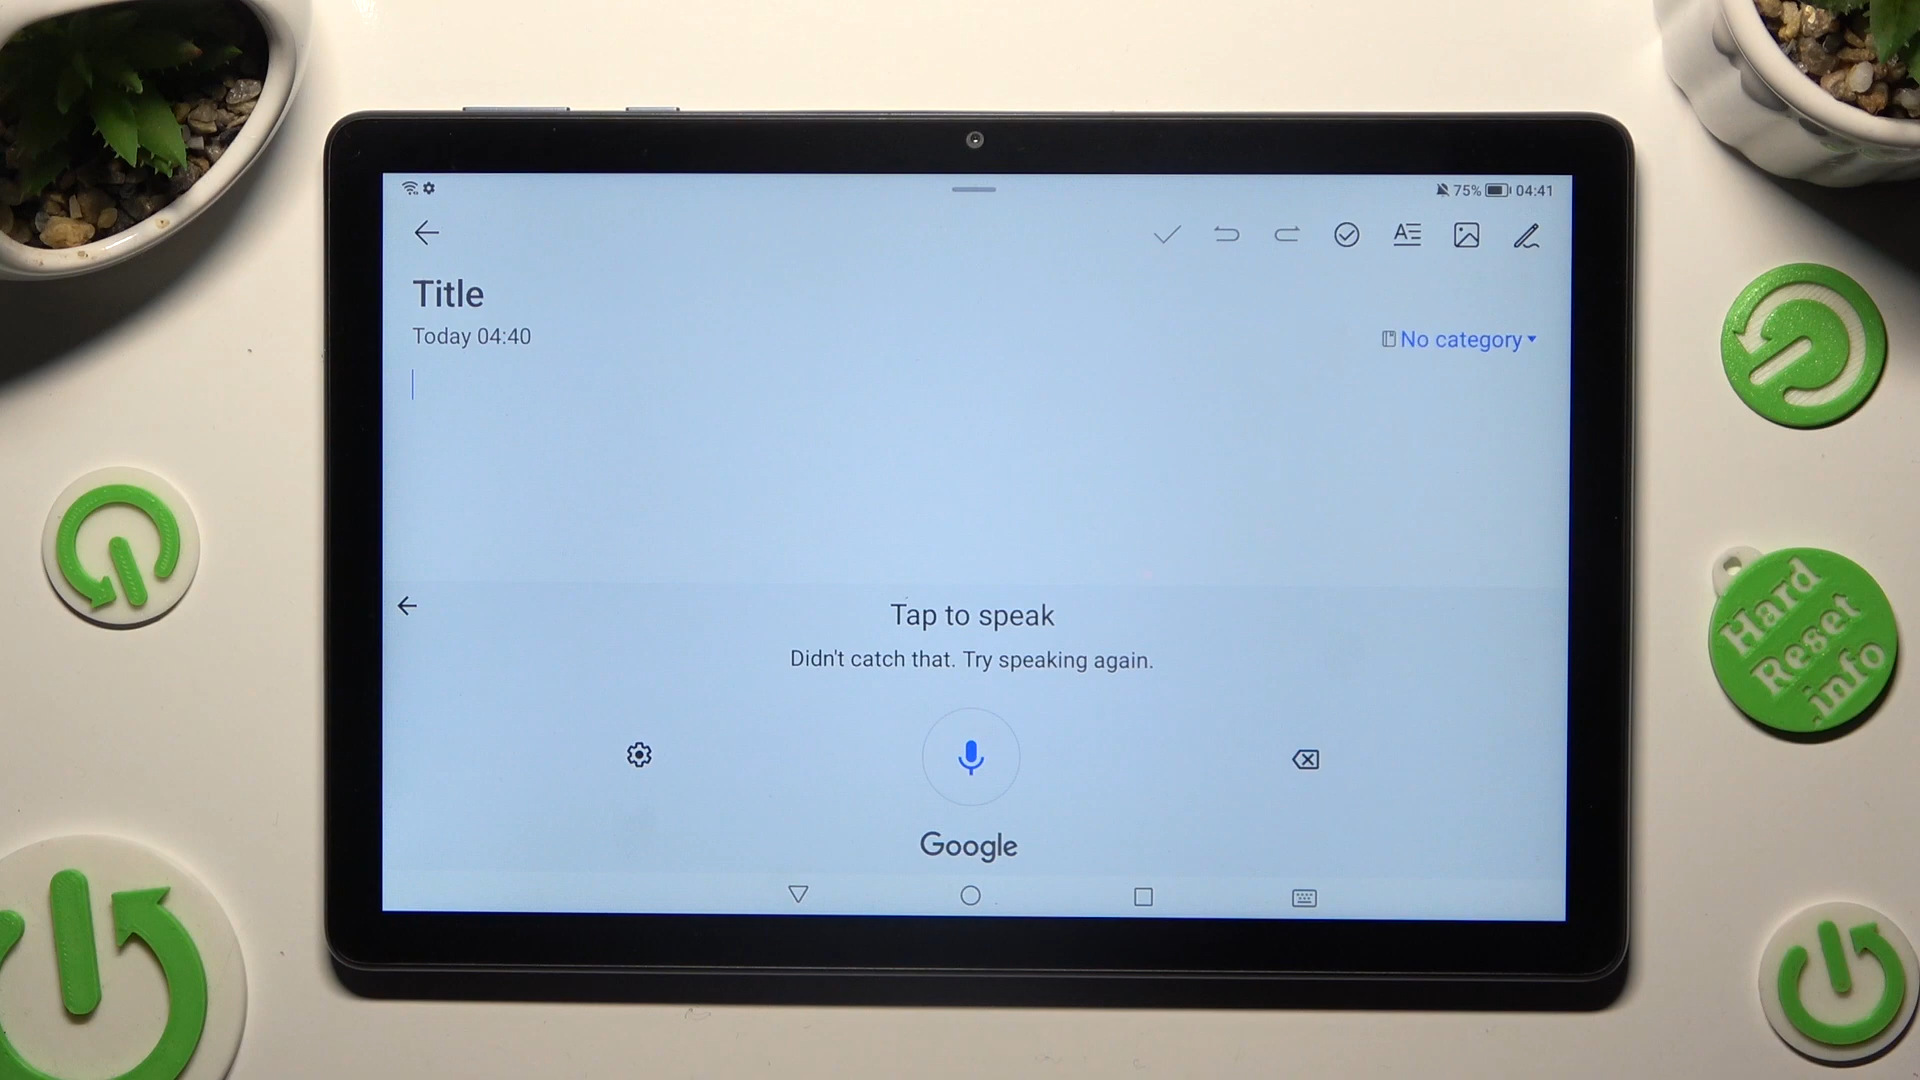 75% 04:41
Title
Today 04:40
No category
Tap to speak
Didn't catch that. Try speaking again.
Google
Hard
Reset
.info